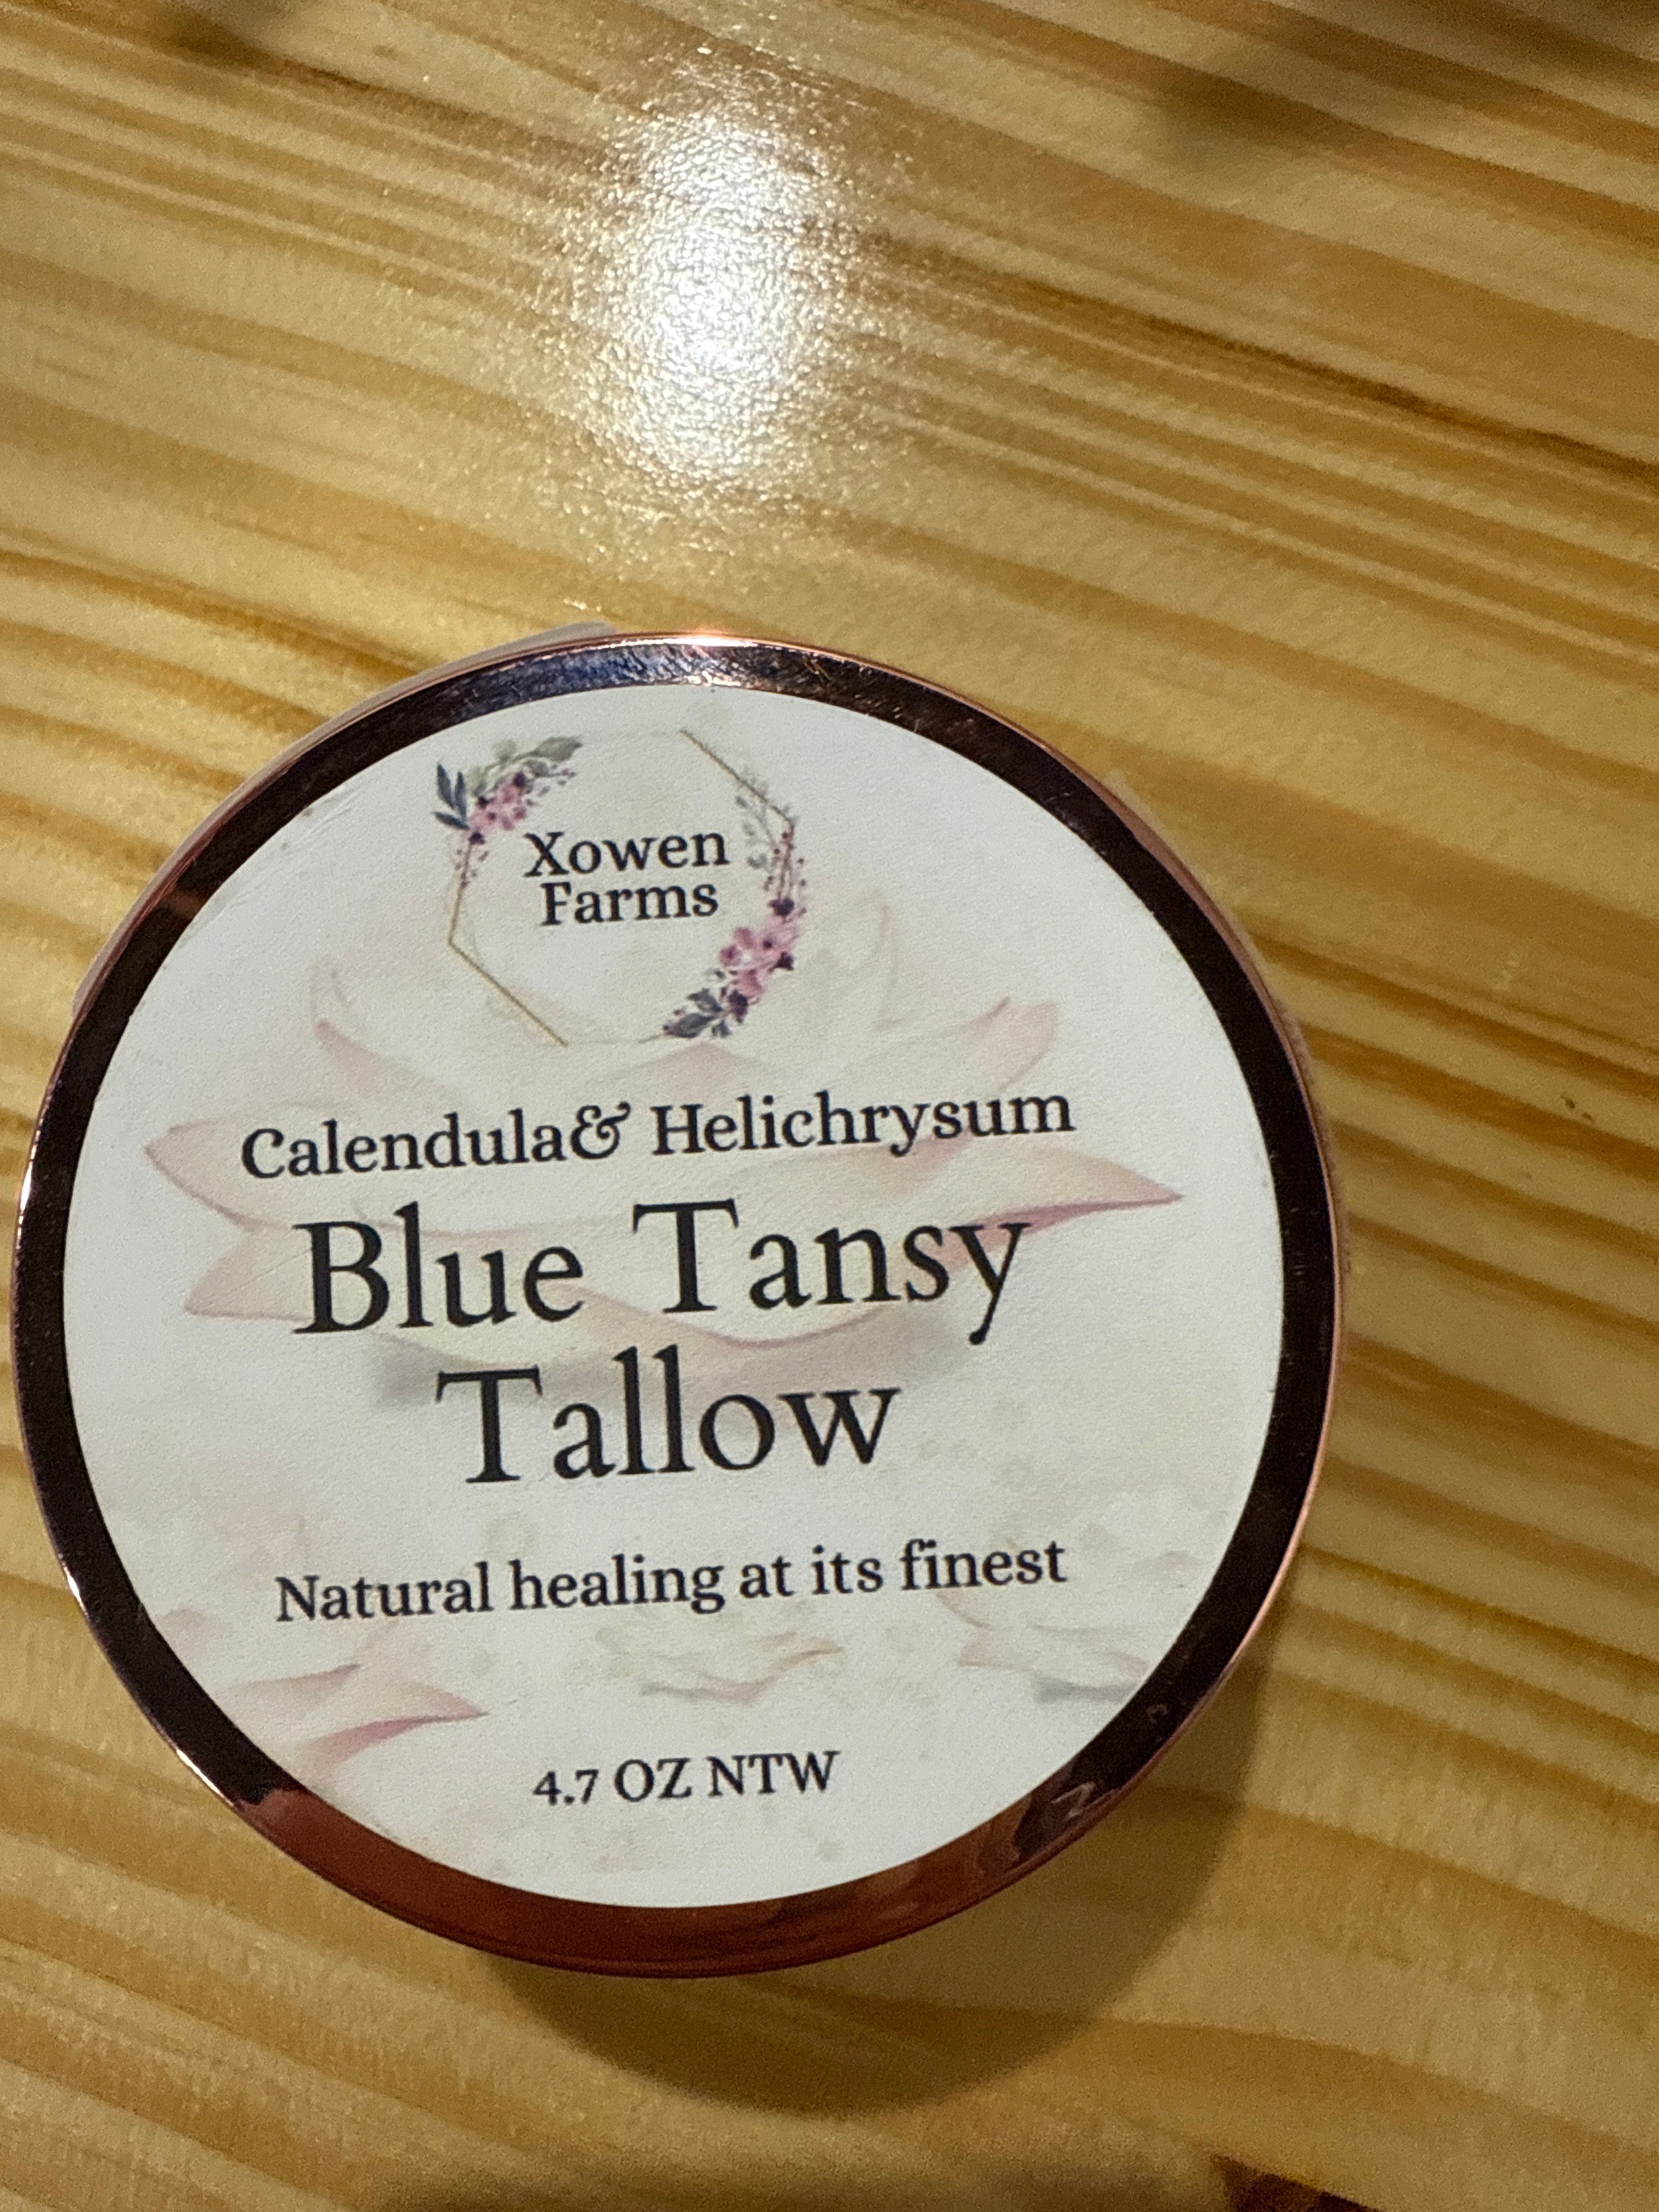 Xowen
Farms
Calendula& Helichrysum
Blue Tansy
Tallow
Natural healing at its finest
4.7 OZ NTW